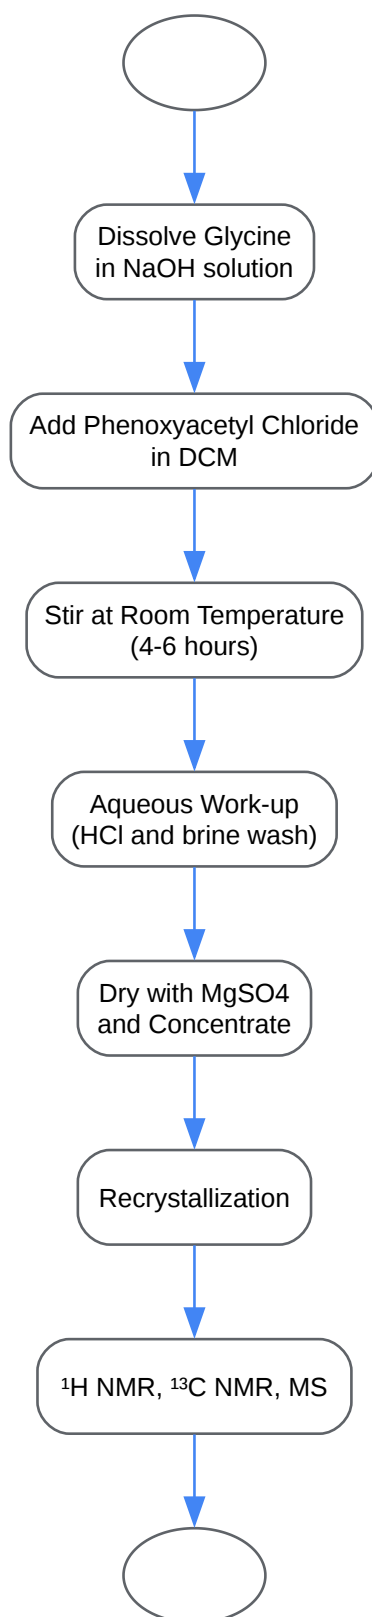 Dissolve Glycine
in NaOH solution
Add Phenoxyacetyl Chloride
in DCM
Stir at Room Temperature
(4-6 hours)
Aqueous Work-up
(HCl and brine wash)
Dry with MgSO4
and Concentrate
Recrystallization
¹H NMR, ¹³C NMR, MS